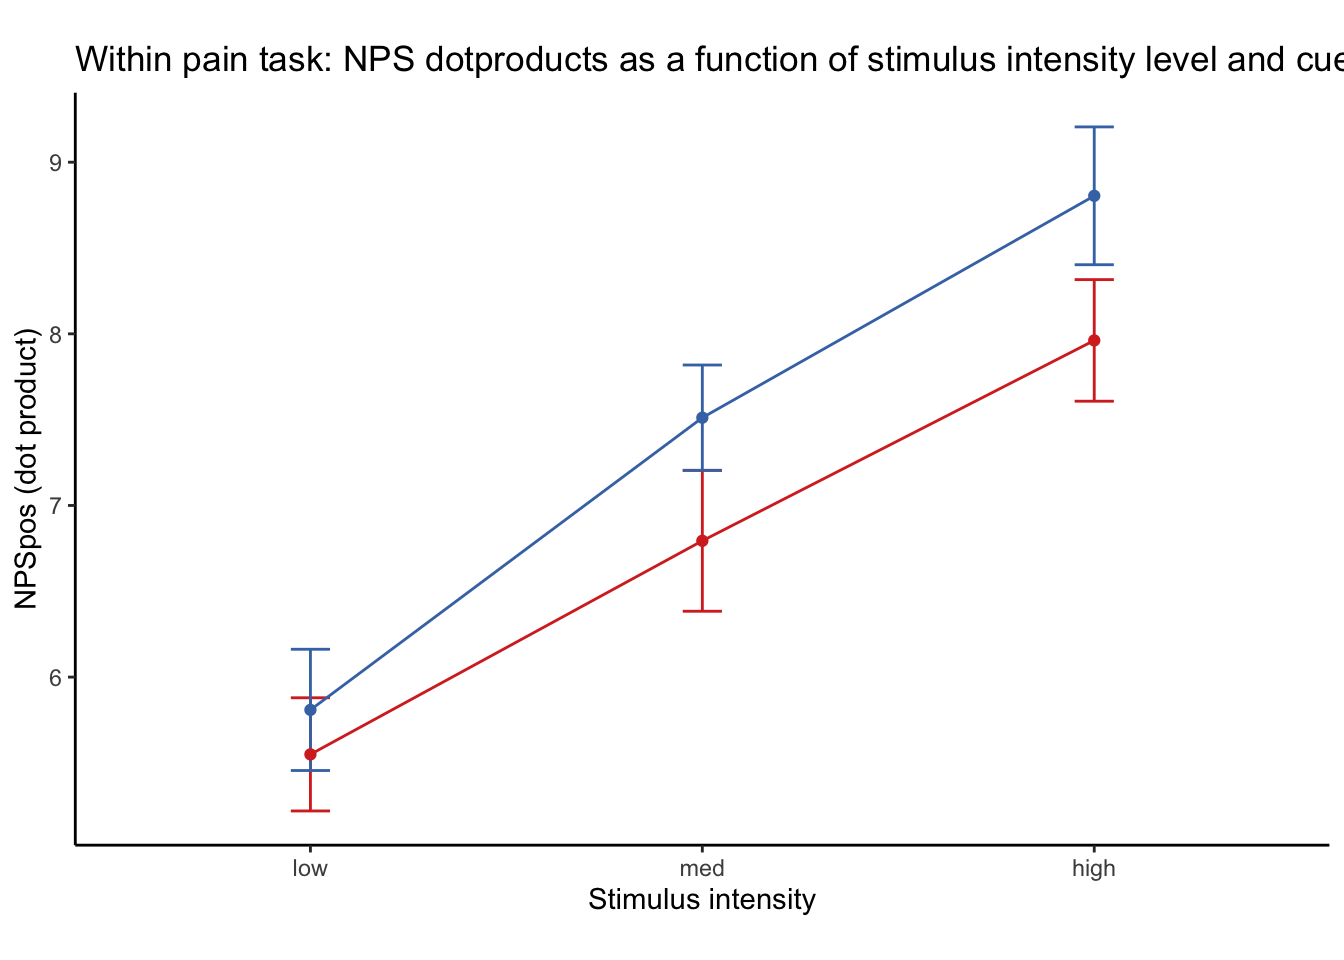 Within pain task: NPS dotproducts as a function of stimulus intensity level and cue
NPSpos (dot product)
9
8
7
6
low med high
Stimulus intensity